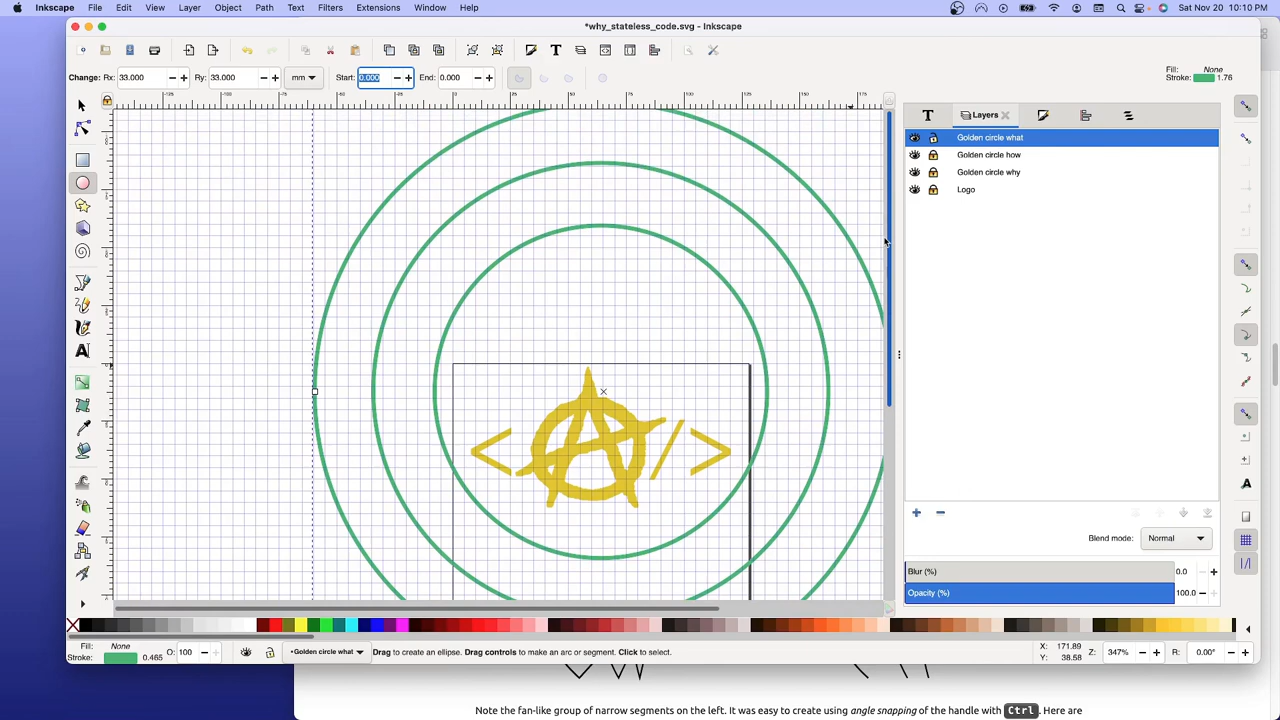 Inkscape File Edit View Layer Object Path Text Filters Extensions Window Help
Sat Nov 20 10:10 PM
*why_stateless_code.svg - Inkscape
Change: Rx: 33.000 Ry: 33.000 mm Start: 0.000 End: 0.000
Fill: None
Stroke: 1.76
Layers
Golden circle what
Golden circle how
Golden circle why
Logo
Blend mode: Normal
Blur (%) 0.0
Opacity (%) 100.0
Fill: None
Stroke: 0.465
O: 100
•Golden circle what
Drag to create an ellipse. Drag controls to make an arc or segment. Click to select.
X: 171.89
Y: 38.58
Z: 347%
R: 0.00°
Note the fan-like group of narrow segments on the left. It was easy to create using angle snapping of the handle with Ctrl. Here are